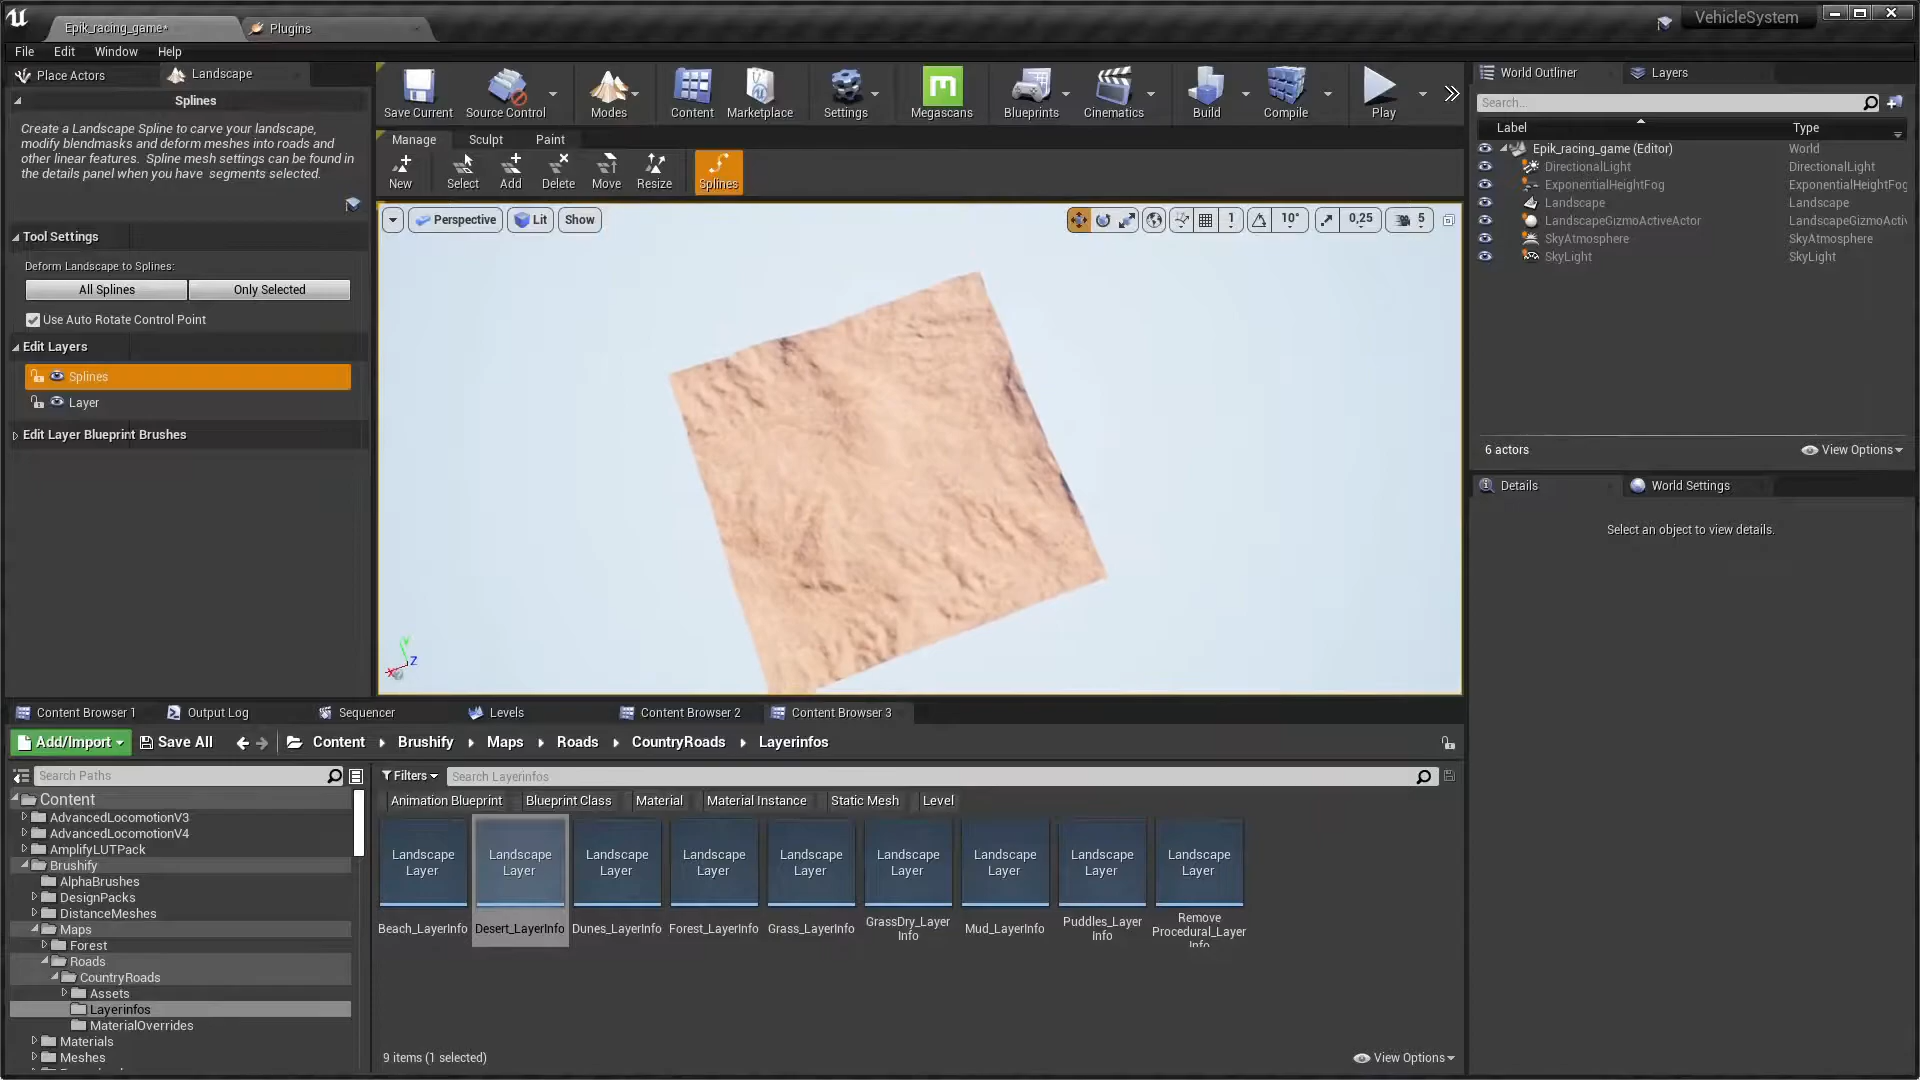 Epik_racing_game*
Plugins
VehicleSystem
File Edit Window Help
Place Actors
Landscape
Splines
Create a Landscape Spline to carve your landscape,
modify blendmasks and deform meshes into roads and
other linear features. Spline mesh settings can be found in
the details panel when you have segments selected.
Tool Settings
Deform Landscape to Splines:
All Splines
Only Selected
Use Auto Rotate Control Point
Edit Layers
Splines
Layer
Edit Layer Blueprint Brushes
Save Current
Source Control
Modes
Content
Marketplace
Settings
Megascans
Blueprints
Cinematics
Build
Compile
Play
Manage
Sculpt
Paint
New
Select
Add
Delete
Move
Resize
Splines
Perspective
Lit
Show
1
10°
0,25
5
Z
World Outliner
Layers
Search...
Label Type
Epik_racing_game (Editor) World
DirectionalLight DirectionalLight
ExponentialHeightFog ExponentialHeightFog
Landscape Landscape
LandscapeGizmoActiveActor LandscapeGizmoActiv
SkyAtmosphere SkyAtmosphere
SkyLight SkyLight
6 actors
View Options
Details
World Settings
Select an object to view details.
Content Browser 1
Output Log
Sequencer
Levels
Content Browser 2
Content Browser 3
Add/Import
Save All
Content
Brushify
Maps
Roads
CountryRoads
Layerinfos
Search Paths
Filters
Search Layerinfos
Animation Blueprint
Blueprint Class
Material
Material Instance
Static Mesh
Level
Content
AdvancedLocomotionV3
AdvancedLocomotionV4
AmplifyLUTPack
Brushify
AlphaBrushes
DesignPacks
DistanceMeshes
Maps
Forest
Roads
CountryRoads
Assets
Layerinfos
MaterialOverrides
Materials
Meshes
Landscape
Layer
Beach_LayerInfo
Landscape
Layer
Desert_LayerInfo
Landscape
Layer
Dunes_LayerInfo
Landscape
Layer
Forest_LayerInfo
Landscape
Layer
Grass_LayerInfo
Landscape
Layer
GrassDry_Layer
Info
Landscape
Layer
Mud_LayerInfo
Landscape
Layer
Puddles_Layer
Info
Landscape
Layer
Remove
Procedural_Layer
Info
9 items (1 selected)
View Options